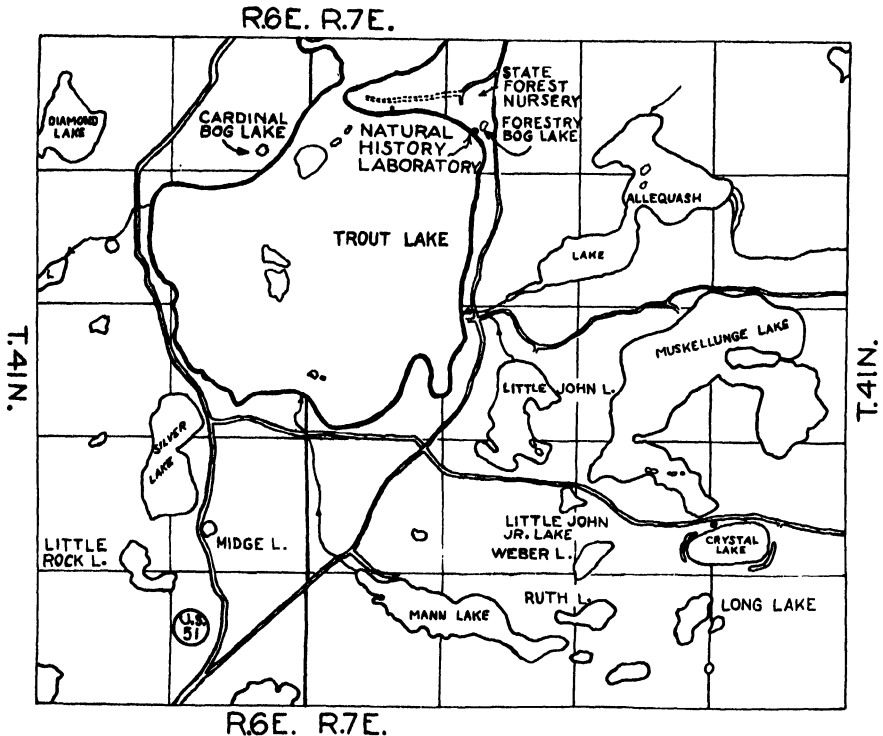 R.6E. R.7E.
STATE
FOREST
NURSERY
DIAMOND
LAKE
CARDINAL
BOG LAKE
NATURAL
HISTORY
LABORATORY
FORESTRY
BOG LAKE
ALLEQUASH
LAKE
TROUT LAKE
L.
T.41N.
T.41N.
MUSKELLUNGE LAKE
LITTLE JOHN L.
SILVER
LAKE
LITTLE JOHN
JR. LAKE
WEBER L.
MIDGE L.
LITTLE
ROCK L.
CRYSTAL
LAKE
RUTH L.
LONG LAKE
MANN LAKE
U.S.
51
R.6E. R.7E.